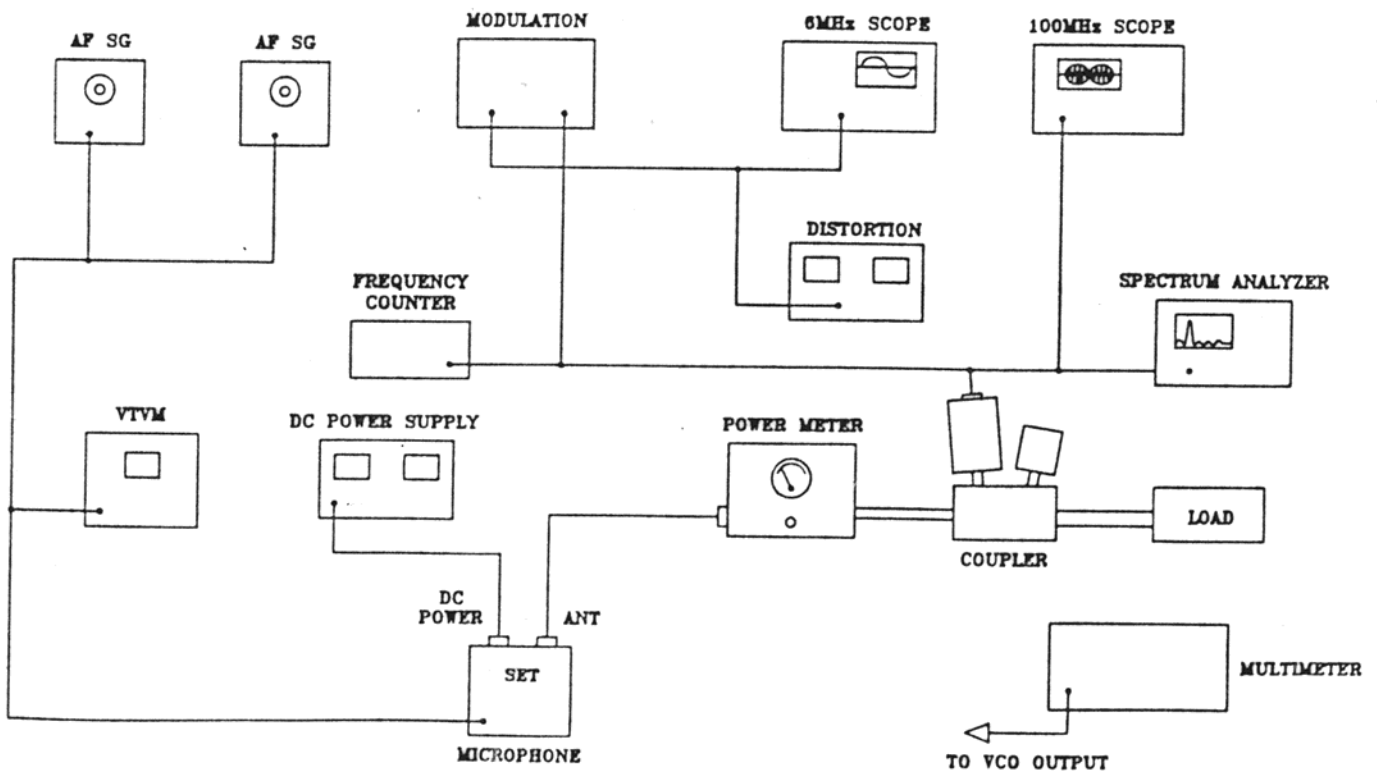 MODULATION
6MHz SCOPE
100MHz SCOPE
AF SG
AF SG
DISTORTION
FREQUENCY
COUNTER
SPECTRUM ANALYZER
VTVM
DC POWER SUPPLY
POWER METER
LOAD
COUPLER
DC
POWER
ANT
SET
MULTIMETER
MICROPHONE
TO VCO OUTPUT